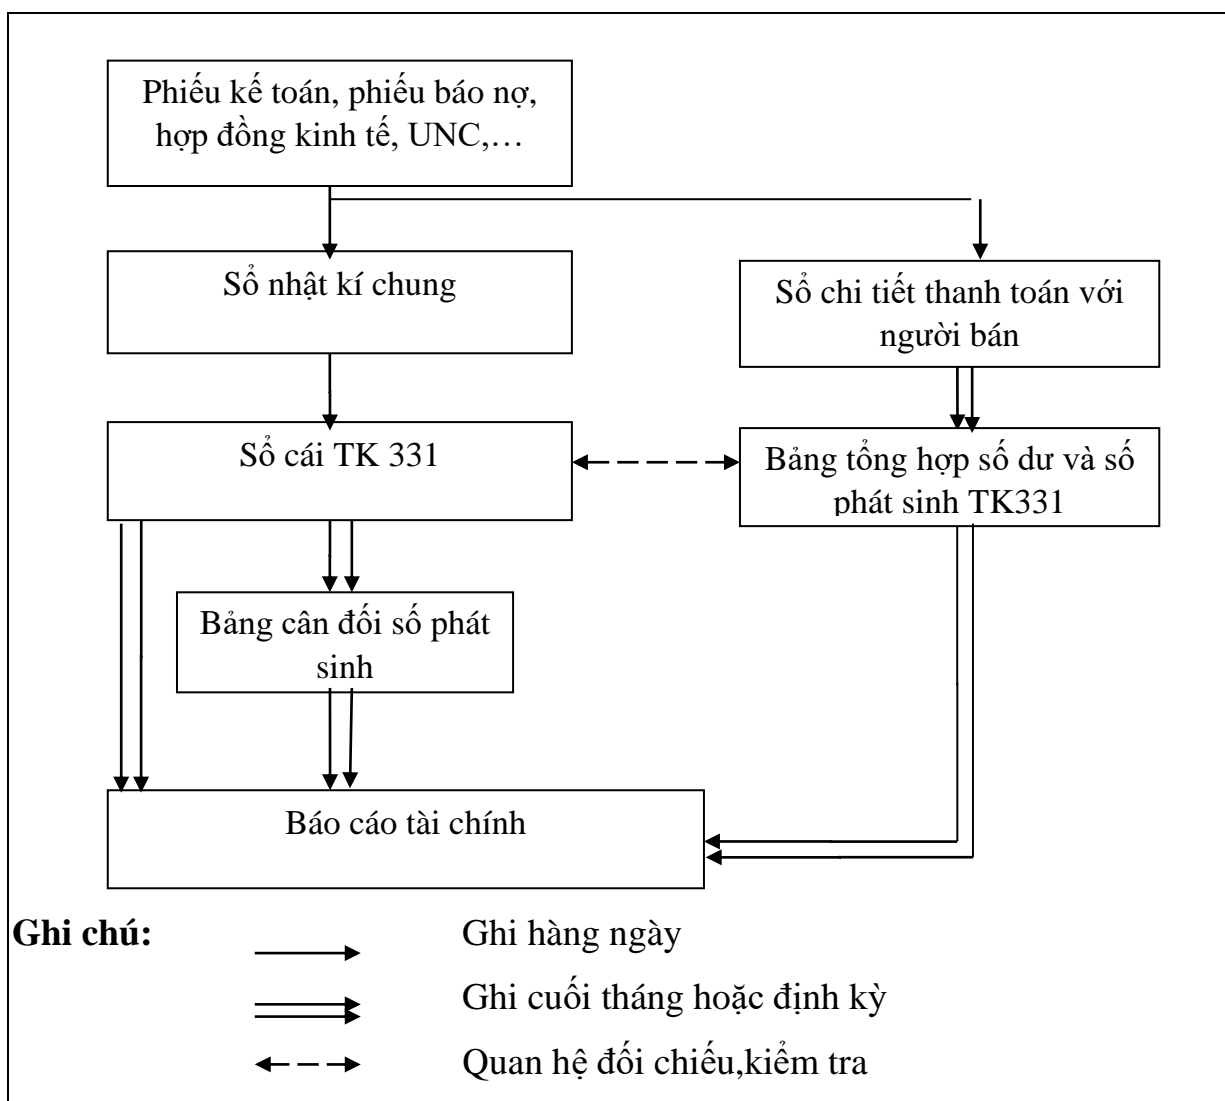 Phiếu kế toán, phiếu báo nợ,
hợp đồng kinh tế, UNC,…
Sổ nhật kí chung
Sổ chi tiết thanh toán với
người bán
Sổ cái TK 331
Bảng tổng hợp số dư và số
phát sinh TK331
Bảng cân đối số phát
sinh
Báo cáo tài chính
Ghi chú:
Ghi hàng ngày
Ghi cuối tháng hoặc định kỳ
Quan hệ đối chiếu,kiểm tra